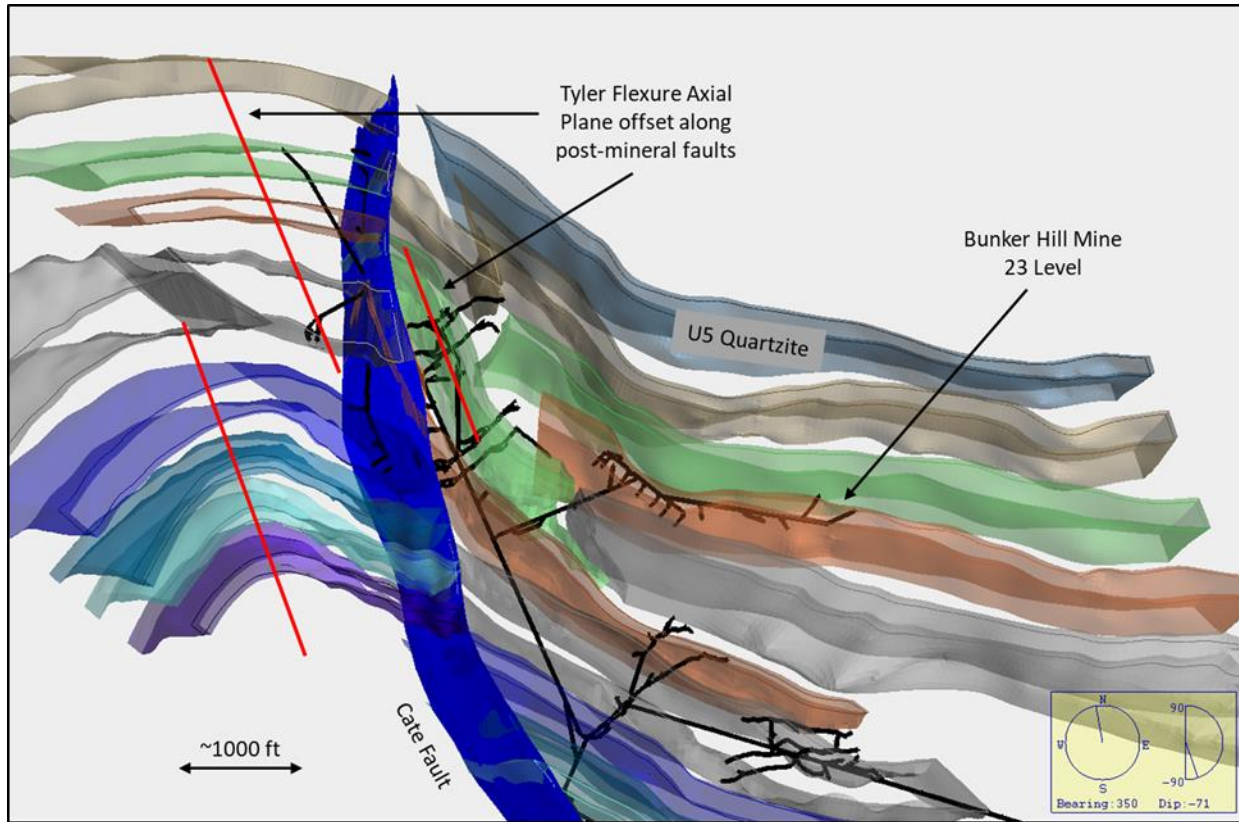 Tyler Flexure Axial
Plane offset along
post-mineral faults
Bunker Hill Mine
23 Level
U5 Quartzite
Cate Fault
~1000 ft
N
W
E
S
90
-90
Bearing:350 Dip:-71